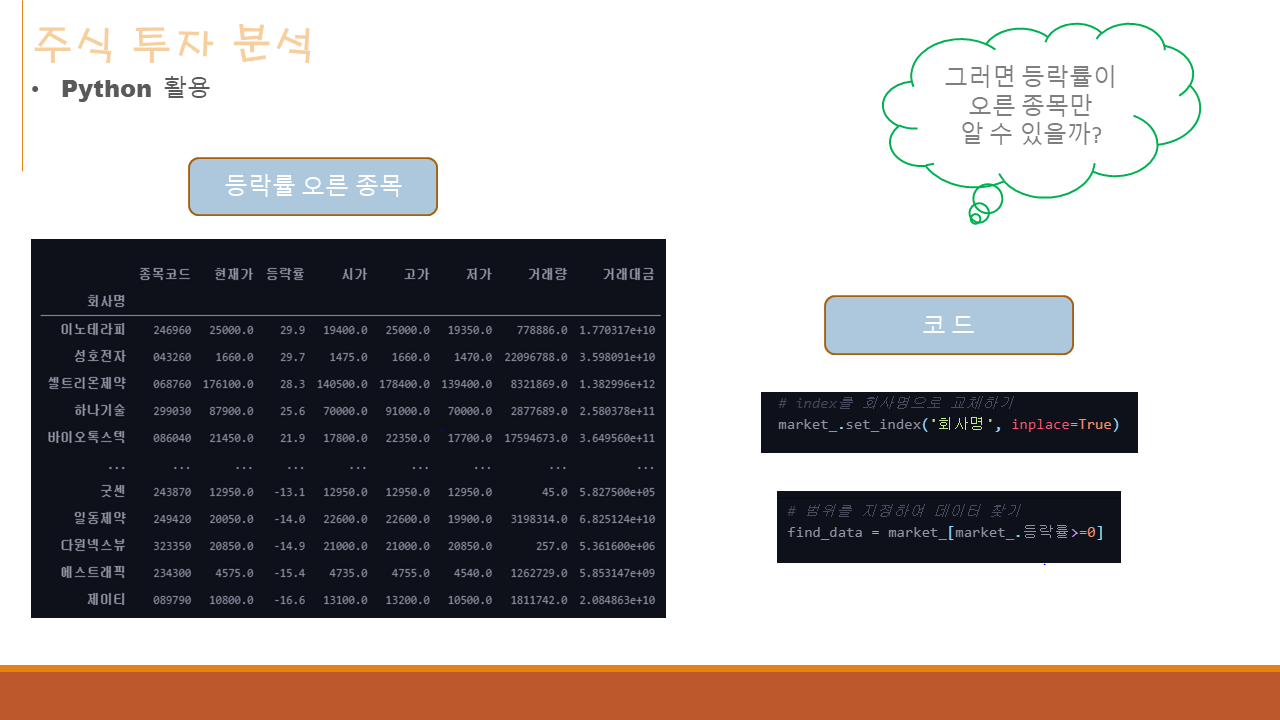 주식 투자 분석
• Python 활용
그러면 등락률이
오른 종목만
알 수 있을까?
등락률 오른 종목
종목코드 현재가 등락률 시가 고가 저가 거래량 거래대금
회사명
이노테라피 246960 25000.0 29.9 19400.0 25000.0 19350.0 778886.0 1.770317e+10
성호전자 043260 1660.0 29.7 1475.0 1660.0 1470.0 22096788.0 3.598091e+10
셀트리온제약 068760 176100.0 28.3 140500.0 178400.0 139400.0 8321869.0 1.382996e+12
하나기술 299030 87900.0 25.6 70000.0 91000.0 70000.0 2877689.0 2.580378e+11
바이오톡스텍 086040 21450.0 21.9 17800.0 22350.0 17700.0 17594673.0 3.649560e+11
... ... ... ... ... ... ... ... ...
굿센 243870 12950.0 -13.1 12950.0 12950.0 12950.0 45.0 5.827500e+05
일동제약 249420 20050.0 -14.0 22600.0 22600.0 19900.0 3198314.0 6.825124e+10
다원넥스뷰 323350 20850.0 -14.9 21000.0 21000.0 20850.0 257.0 5.361600e+06
에스트래픽 234300 4575.0 -15.4 4735.0 4755.0 4540.0 1262729.0 5.853147e+09
제이티 089790 10800.0 -16.6 13100.0 13200.0 10500.0 1811742.0 2.084863e+10
코드
# index를 회사명으로 교체하기
market_.set_index('회사명', inplace=True)
# 범위를 지정하여 데이터 찾기
find_data = market_[market_.등락률>=0]